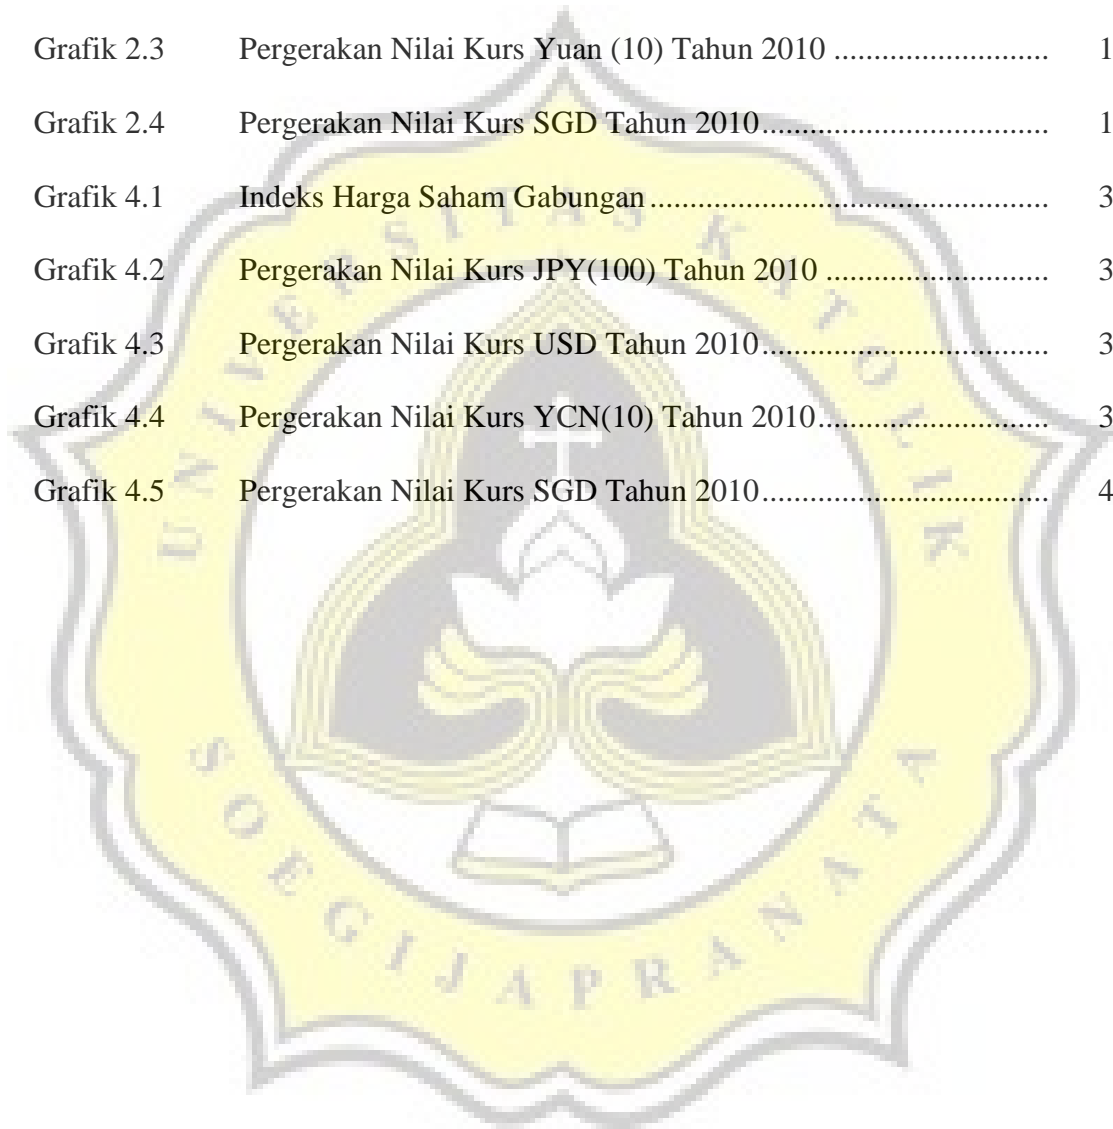 Grafik 2.3 Pergerakan Nilai Kurs Yuan (10) Tahun 2010 ......................... 1
Grafik 2.4 Pergerakan Nilai Kurs SGD Tahun 2010................................. 1
Grafik 4.1 Indeks Harga Saham Gabungan.............................................. 3
Grafik 4.2 Pergerakan Nilai Kurs JPY(100) Tahun 2010 .......................... 3
Grafik 4.3 Pergerakan Nilai Kurs USD Tahun 2010................................. 3
Grafik 4.4 Pergerakan Nilai Kurs YCN(10) Tahun 2010........................... 3
Grafik 4.5 Pergerakan Nilai Kurs SGD Tahun 2010................................. 4
UNIVERSITAS KATOLIK
SOEGIJAPRANATA